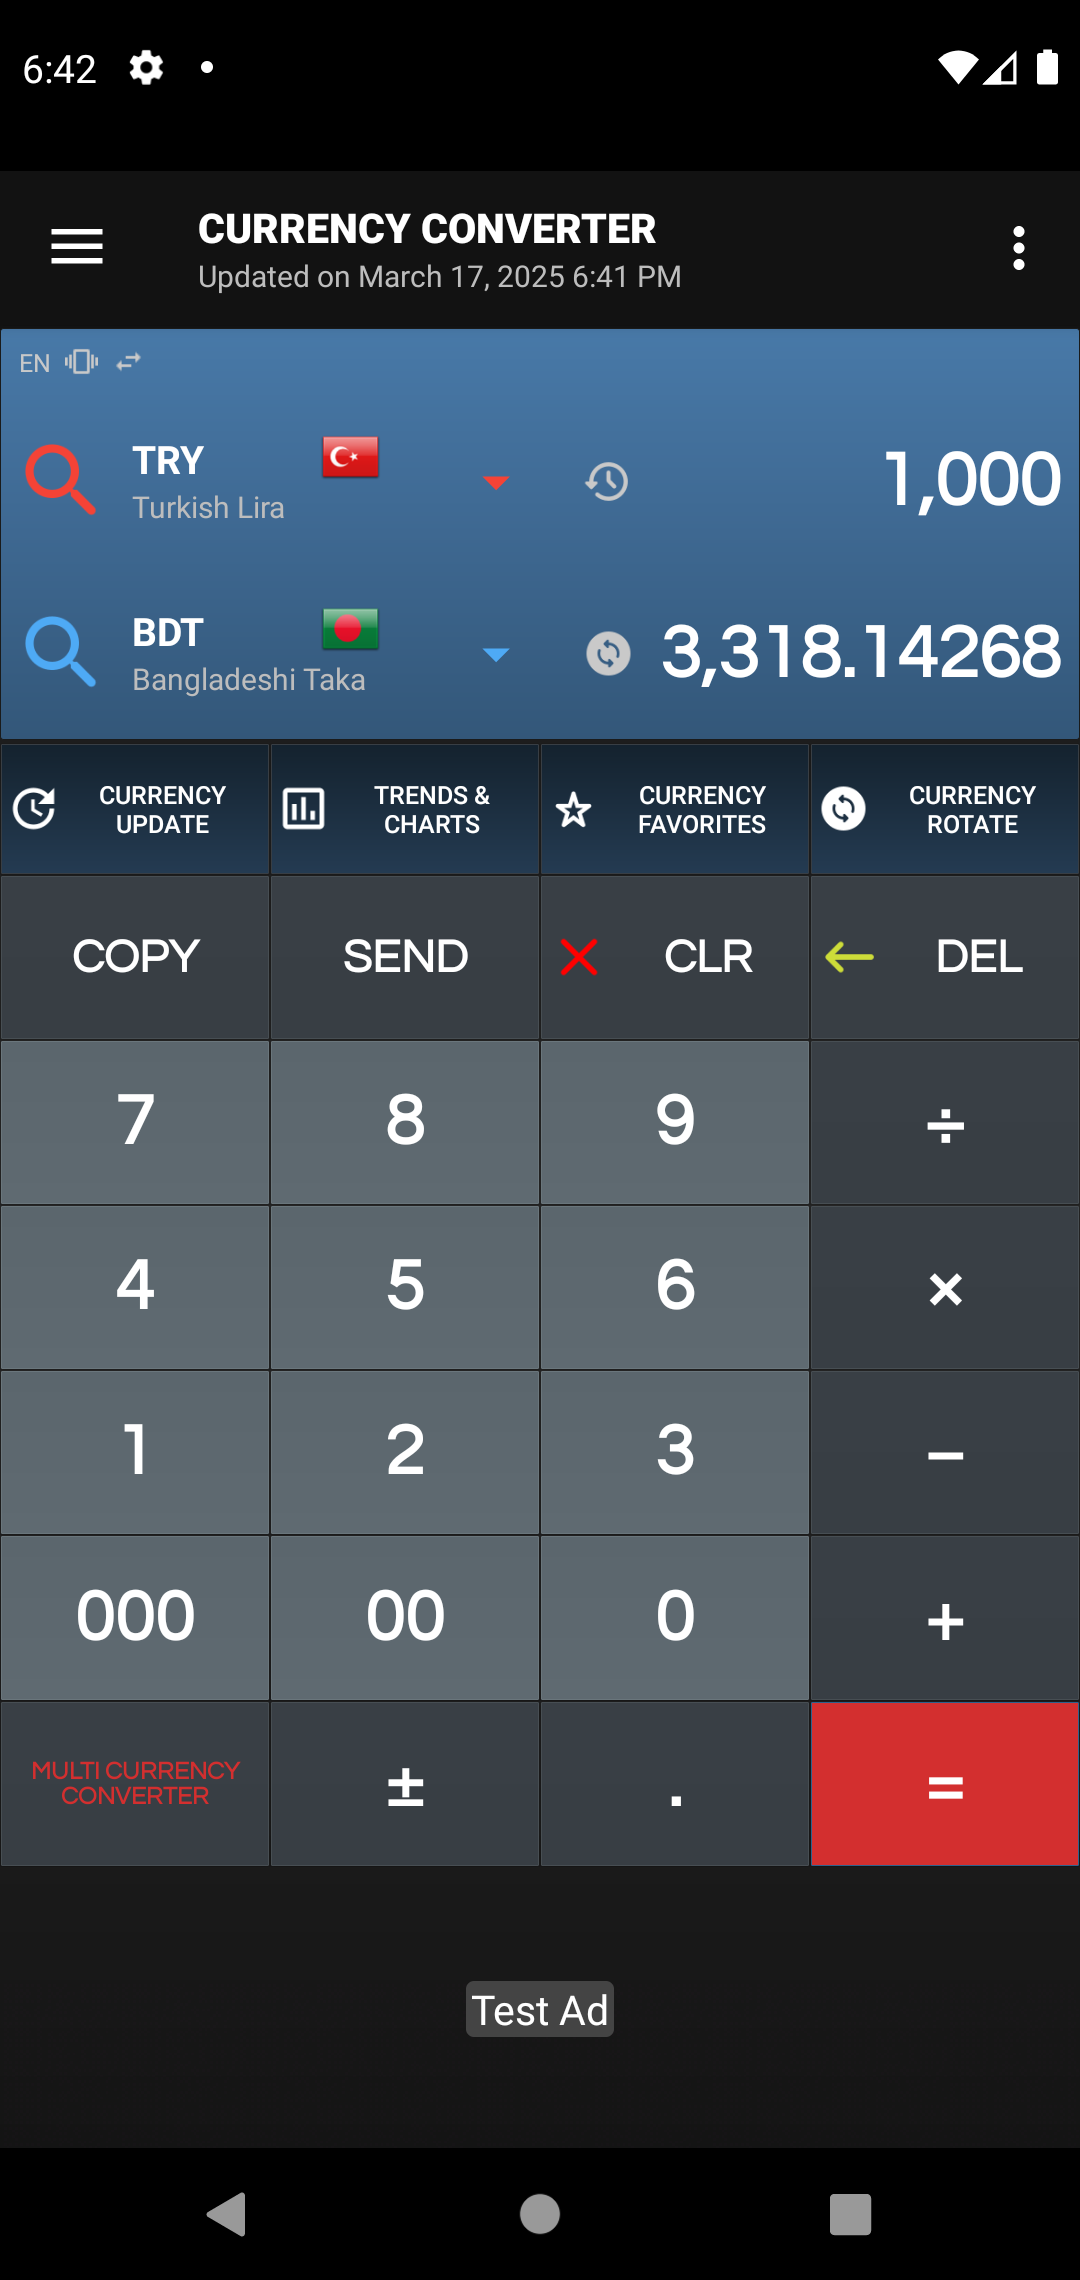 6:42
CURRENCY CONVERTER
Updated on March 17, 2025 6:41 PM
EN
TRY
Turkish Lira
1,000
BDT
Bangladeshi Taka
3,318.14268
CURRENCY
UPDATE
TRENDS &
CHARTS
CURRENCY
FAVORITES
CURRENCY
ROTATE
COPY
SEND
CLR
DEL
7
8
9
÷
4
5
6
×
1
2
3
−
000
00
0
+
MULTI CURRENCY
CONVERTER
±
.
=
Test Ad